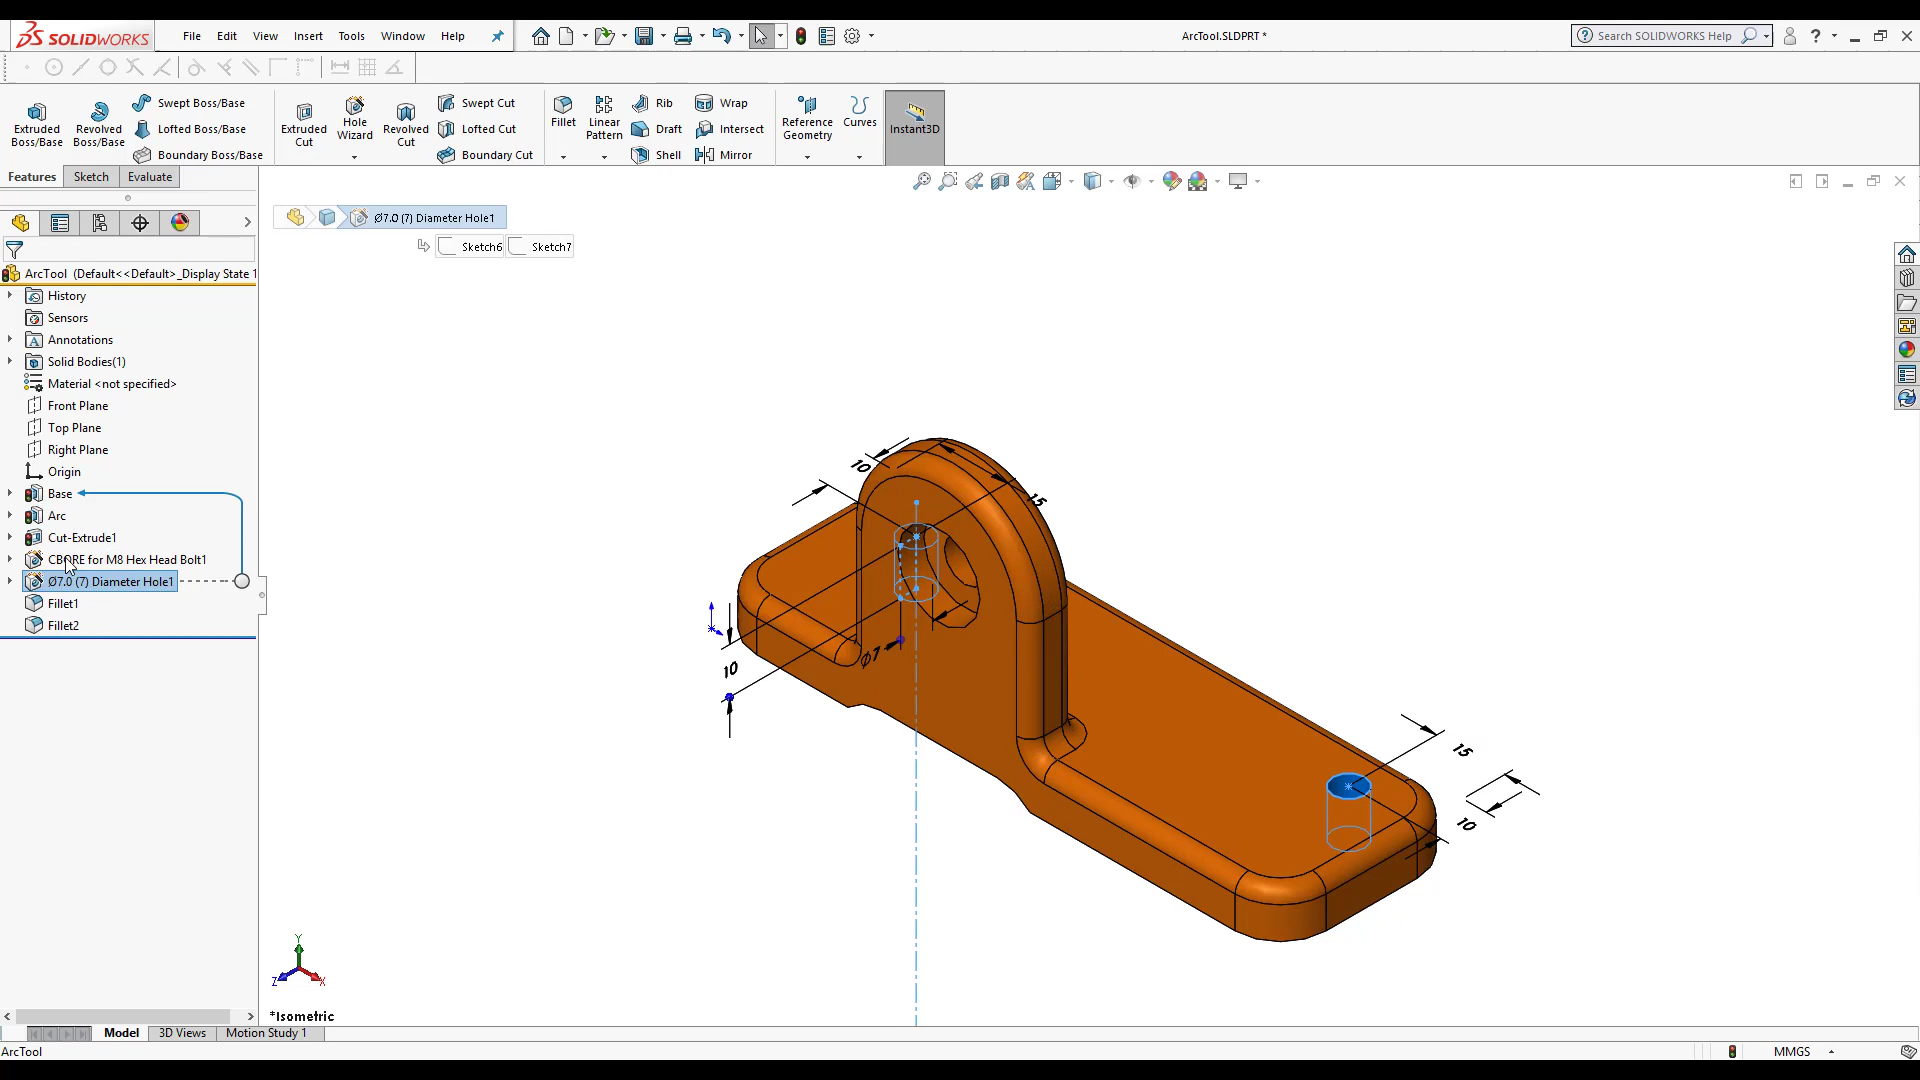 SOLIDWORKS
File Edit View Insert Tools Window Help
ArcTool.SLDPRT *
Search SOLIDWORKS Help
?
Extruded Boss/Base
Revolved Boss/Base
Swept Boss/Base
Lofted Boss/Base
Boundary Boss/Base
Extruded Cut
Hole Wizard
Revolved Cut
Swept Cut
Lofted Cut
Boundary Cut
Fillet
Linear Pattern
Rib
Draft
Shell
Wrap
Intersect
Mirror
Reference Geometry
Curves
Instant3D
Features Sketch Evaluate
Ø7.0 (7) Diameter Hole1
Sketch6 Sketch7
ArcTool (Default<<Default>_Display State 1
History
Sensors
Annotations
Solid Bodies(1)
Material <not specified>
Front Plane
Top Plane
Right Plane
Origin
Base
Arc
Cut-Extrude1
CBORE for M8 Hex Head Bolt1
Ø7.0 (7) Diameter Hole1
Fillet1
Fillet2
10
15
Ø7
10
15
10
Y
Z
X
*Isometric
Model 3D Views Motion Study 1
ArcTool
MMGS